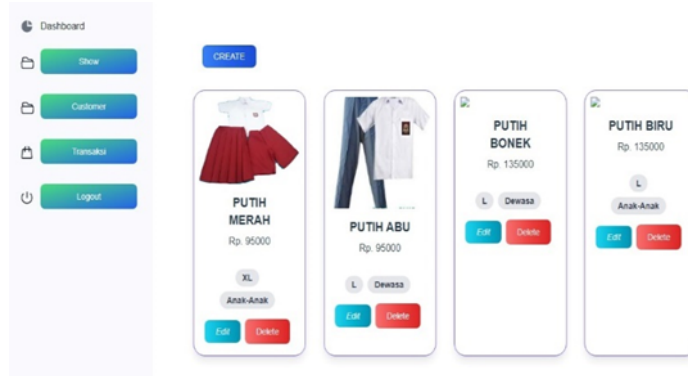 Dashboard
Show
Customer
Transaksi
Logout
CREATE
PUTIH
MERAH
Rp. 95000
XL
Anak-Anak
Edit Delete
PUTIH ABU
Rp. 95000
L Dewasa
Edit Delete
PUTIH
BONEK
Rp. 135000
L Dewasa
Edit Delete
PUTIH BIRU
Rp. 135000
L
Anak-Anak
Edit Delete